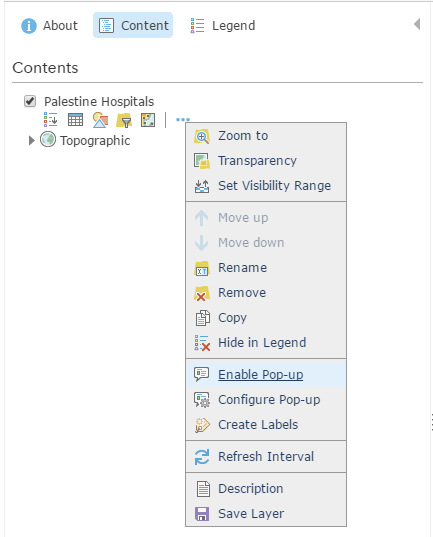 About Content Legend
Contents
Palestine Hospitals
Topographic
Zoom to
Transparency
Set Visibility Range
Move up
Move down
Rename
Remove
Copy
Hide in Legend
Enable Pop-up
Configure Pop-up
Create Labels
Refresh Interval
Description
Save Layer